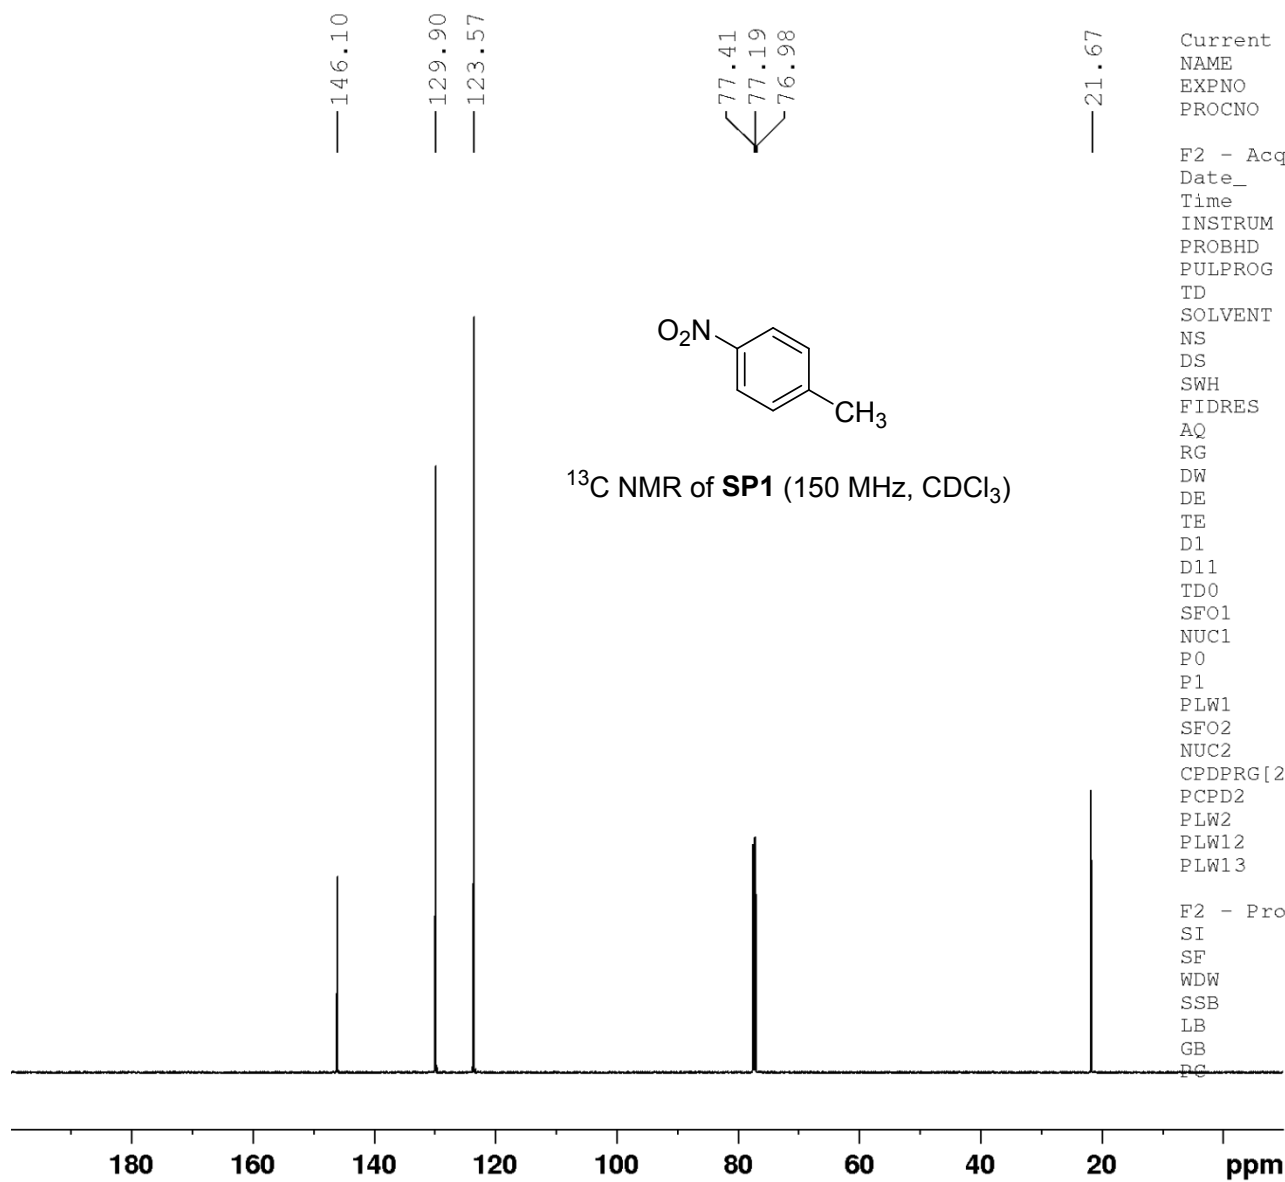 146.10
129.90
123.57
77.41
77.19
76.98
21.67
O₂N
CH₃
¹³C NMR of SP1 (150 MHz, CDCl₃)
Current
NAME
EXPNO
PROCNO
F2 - Acq
Date_
Time
INSTRUM
PROBHD
PULPROG
TD
SOLVENT
NS
DS
SWH
FIDRES
AQ
RG
DW
DE
TE
D1
D11
TD0
SFO1
NUC1
P0
P1
PLW1
SFO2
NUC2
CPDPRG[2
PCPD2
PLW2
PLW12
PLW13
F2 - Pro
SI
SF
WDW
SSB
LB
GB
PC
180 160 140 120 100 80 60 40 20 ppm